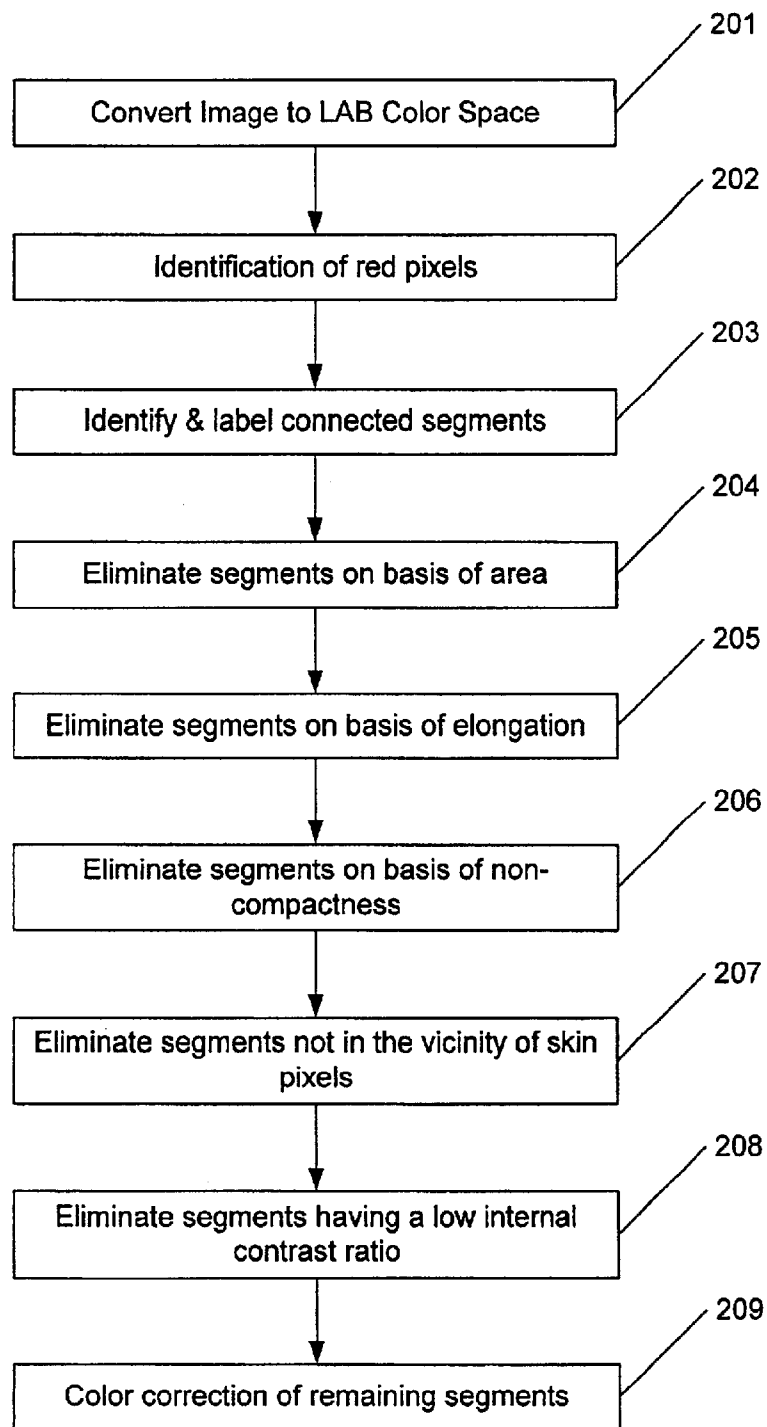 201
Convert Image to LAB Color Space
202
Identification of red pixels
203
Identify & label connected segments
204
Eliminate segments on basis of area
205
Eliminate segments on basis of elongation
206
Eliminate segments on basis of non-
compactness
207
Eliminate segments not in the vicinity of skin
pixels
208
Eliminate segments having a low internal
contrast ratio
209
Color correction of remaining segments